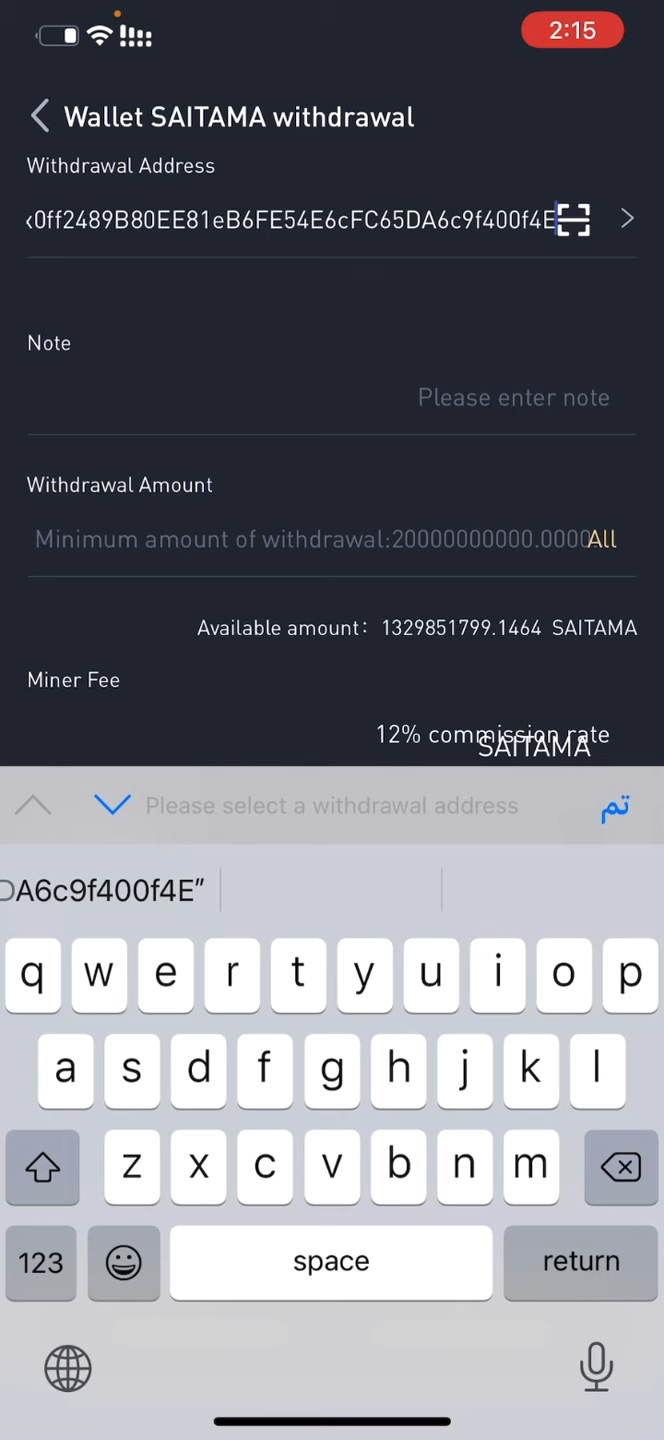 2:15
Wallet SAITAMA withdrawal
Withdrawal Address
0ff2489B80EE81eB6FE54E6cFC65DA6c9f400f4E
Note
Please enter note
Withdrawal Amount
Minimum amount of withdrawal:20000000000.0000 All
Available amount: 1329851799.1464 SAITAMA
Miner Fee
12% commission rate
SAITAMA
Please select a withdrawal address تم
DA6c9f400f4E"
q w e r t y u i o p
a s d f g h j k l
z x c v b n m
123 space return